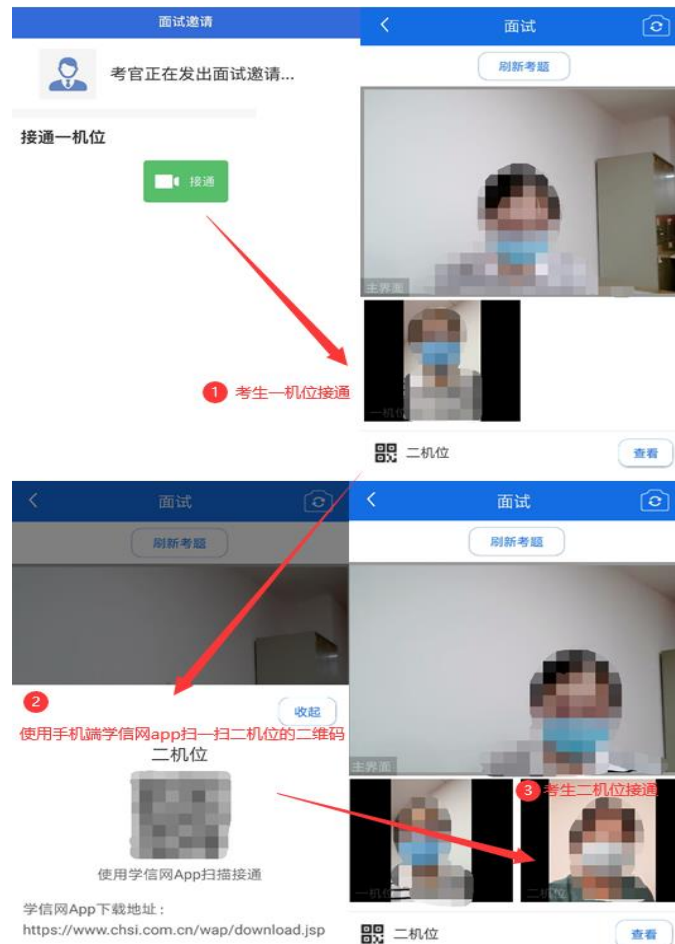 面试邀请
考官正在发出面试邀请...
接通一机位
接通
1 考生一机位接通
面试
刷新考题
主界面
一机位
二机位
查看
面试
刷新考题
2
收起
使用手机端学信网app扫一扫二机位的二维码
二机位
使用学信网App扫描接通
学信网App下载地址：
https://www.chsi.com.cn/wap/download.jsp
面试
刷新考题
主界面
3 考生二机位接通
一机位
二机位
二机位
查看